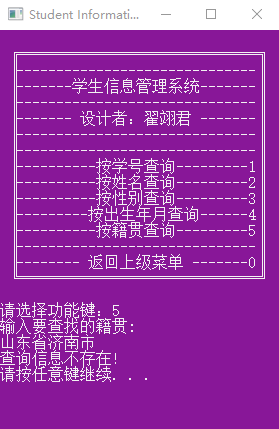 Student Informati...
------------------------------
-------学生信息管理系统-------
------------------------------
------- 设计者：翟翊君 -------
------------------------------
------------------------------
----------按学号查询---------1
----------按姓名查询---------2
----------按性别查询---------3
---------按出生年月查询------4
----------按籍贯查询---------5
------------------------------
-------- 返回上级菜单 -------0
请选择功能键：5
输入要查找的籍贯:
山东省济南市
查询信息不存在!
请按任意键继续. . .